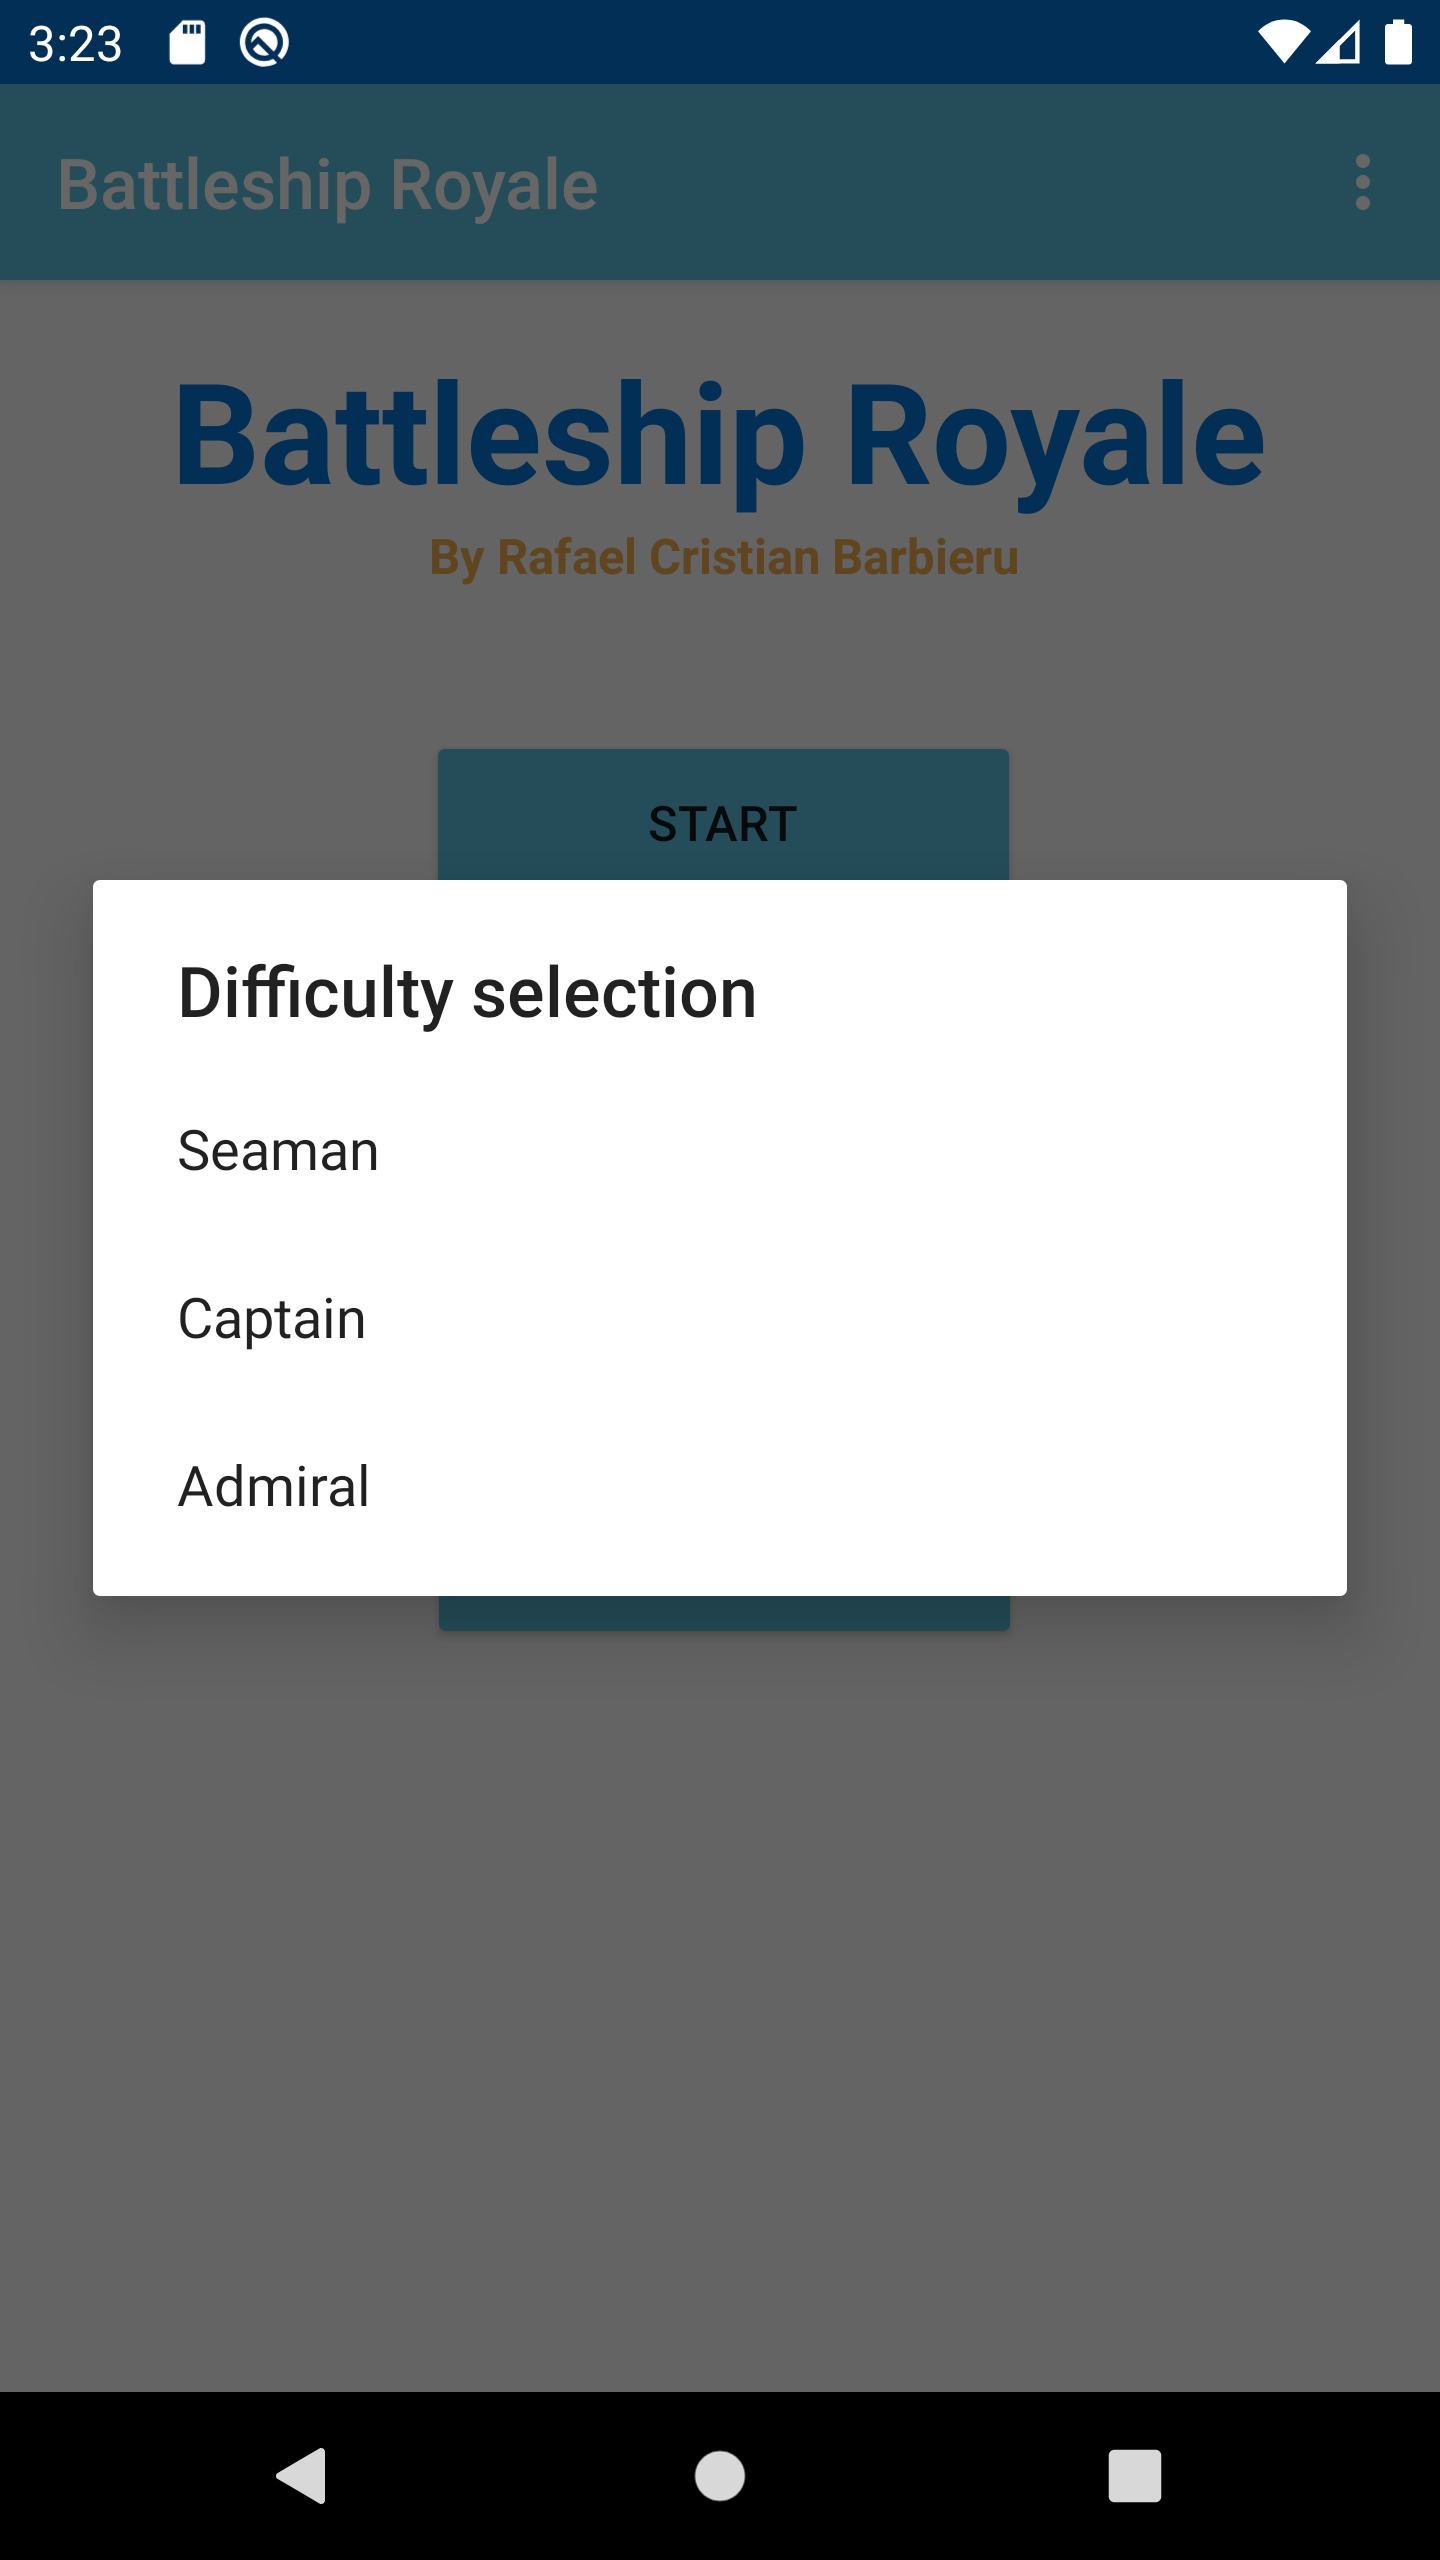 3:23
Battleship Royale
Battleship Royale
By Rafael Cristian Barbieru
START
Difficulty selection
Seaman
Captain
Admiral